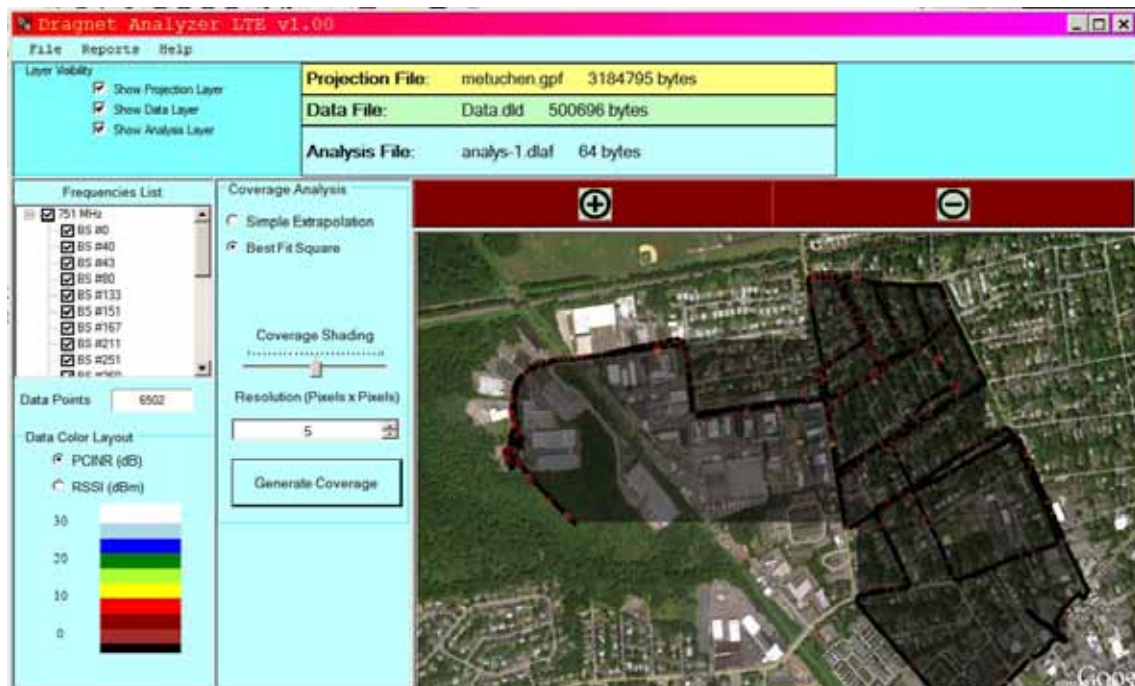 Dragnet Analyzer LTE v1.00
File Reports Help
Layer Visibility
Show Projection Layer
Show Data Layer
Show Analysis Layer
Projection File: metuchen.gpf 3184795 bytes
Data File: Data.dld 500696 bytes
Analysis File: analys-1.dlaf 64 bytes
Frequencies List
751 MHz
BS #0
BS #40
BS #43
BS #80
BS #133
BS #151
BS #167
BS #211
BS #251
Data Points 6502
Data Color Layout
PCINR (dB)
RSSI (dBm)
30
20
10
0
Coverage Analysis
Simple Extrapolation
Best Fit Square
Coverage Shading
Resolution (Pixels x Pixels)
5
Generate Coverage
Goog